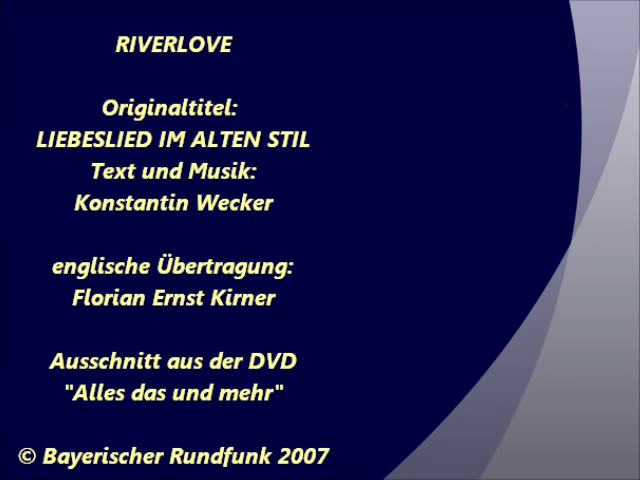 RIVERLOVE
Originaltitel:
LIEBESLIED IM ALTEN STIL
Text und Musik:
Konstantin Wecker
englische Übertragung:
Florian Ernst Kirner
Ausschnitt aus der DVD
"Alles das und mehr"
© Bayerischer Rundfunk 2007